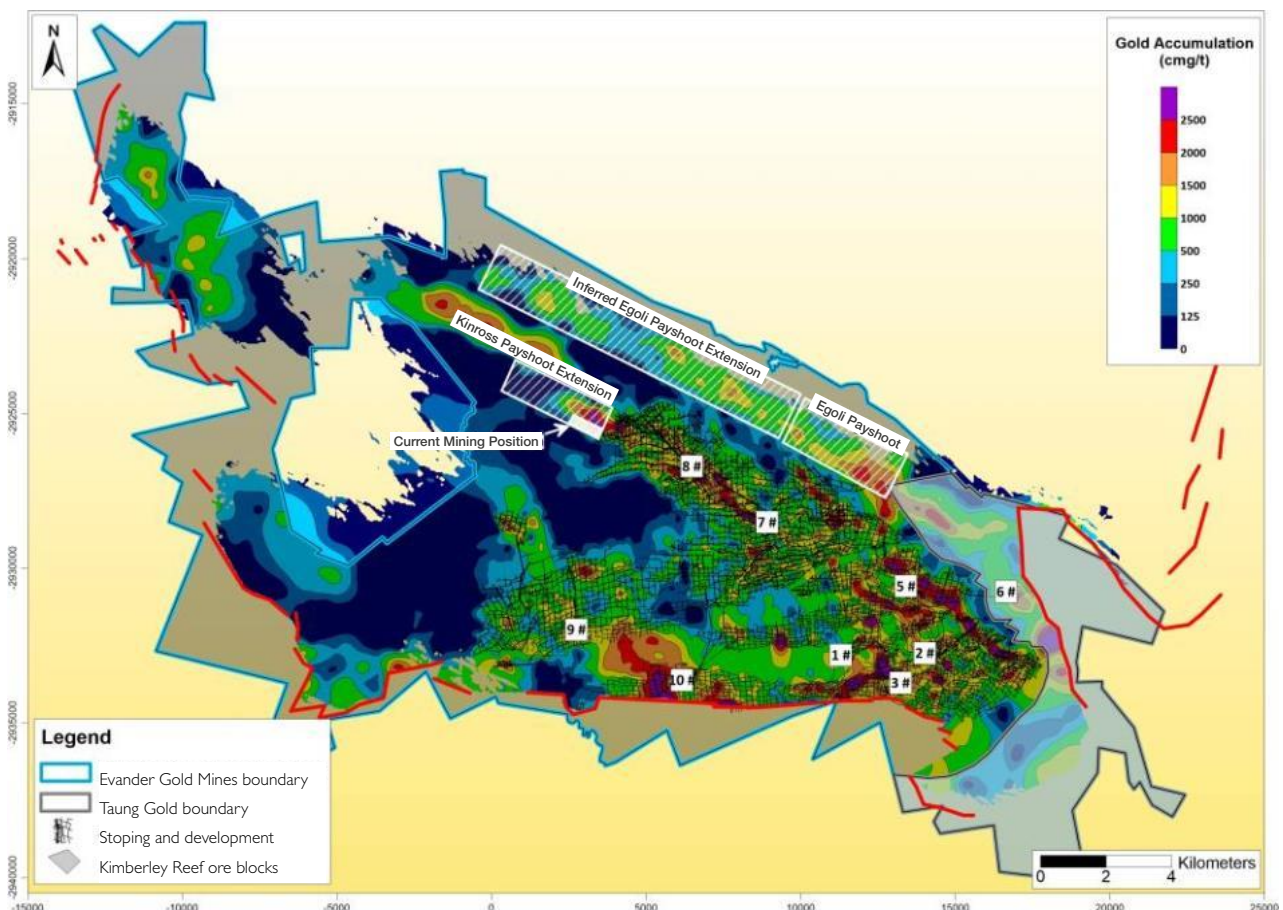 N
Gold Accumulation
(cmg/t)
2500
2000
1500
1000
500
250
125
0
-2915000
-2920000
-2925000
-2930000
-2935000
-2940000
Inferred Egoli Payshoot Extension
Kinross Payshoot Extension
Egoli Payshoot
Current Mining Position
8 #
7 #
5 #
6 #
9 #
1 #
2 #
10 #
3 #
Legend
Evander Gold Mines boundary
Taung Gold boundary
Stoping and development
Kimberley Reef ore blocks
Kilometers
0 2 4
-15000 -10000 -5000 0 5000 10000 15000 20000 25000